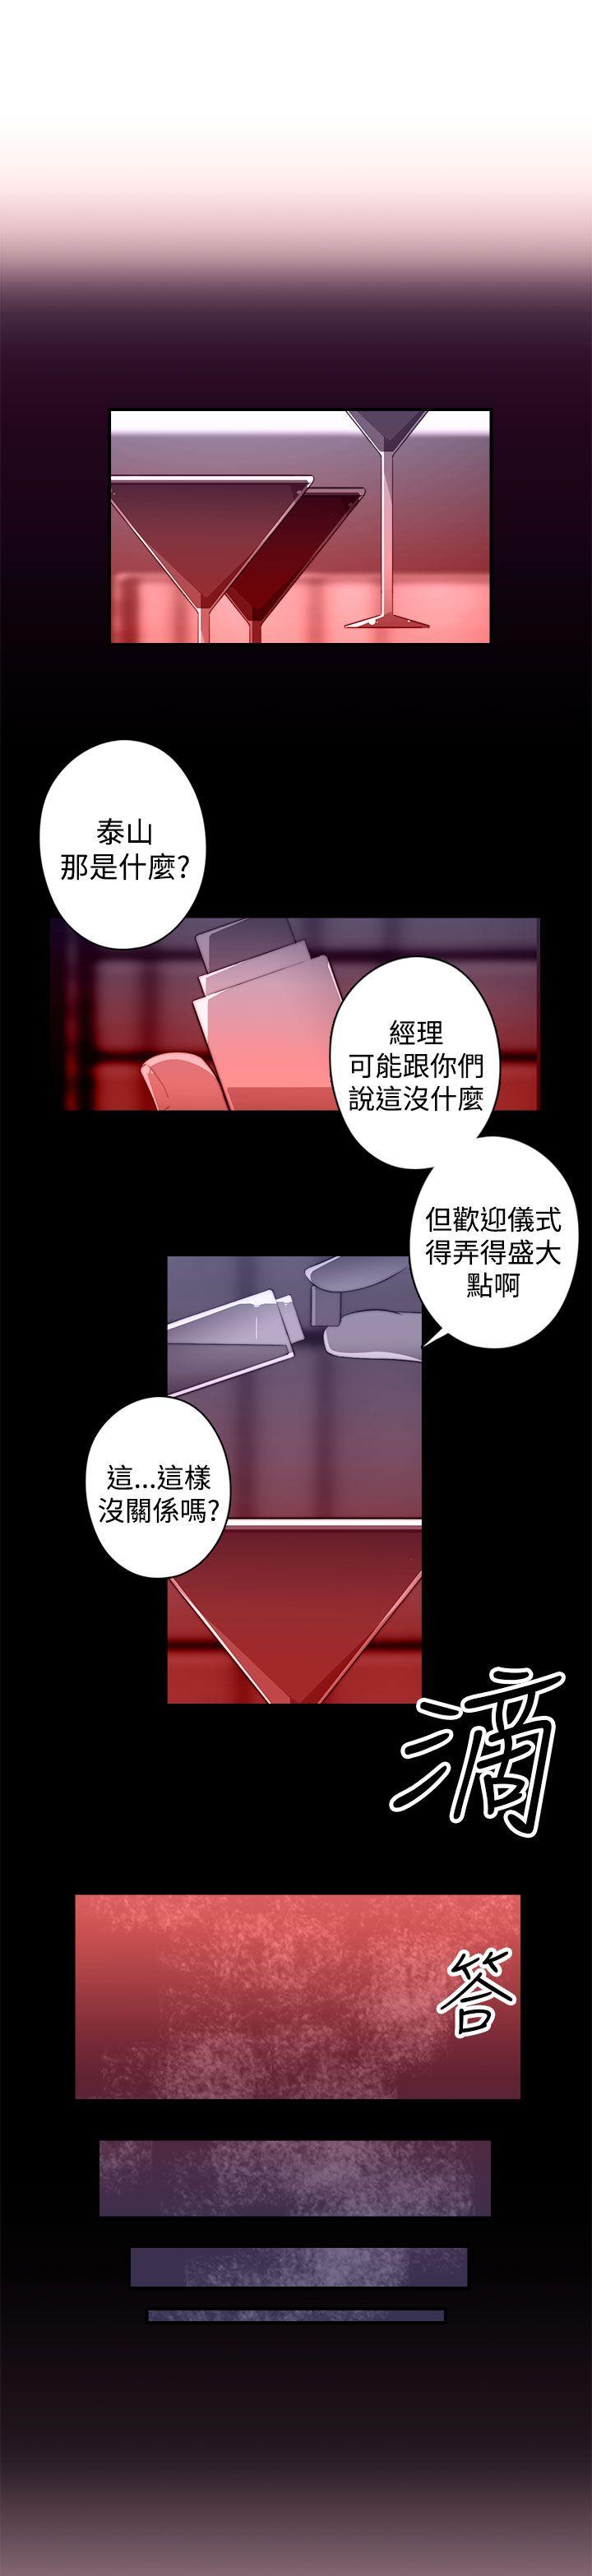 泰山
那是什麼?
經理
可能跟你們
說這沒什麼
但歡迎儀式
得弄得盛大
點啊
這...這樣
沒關係嗎?
滴
答